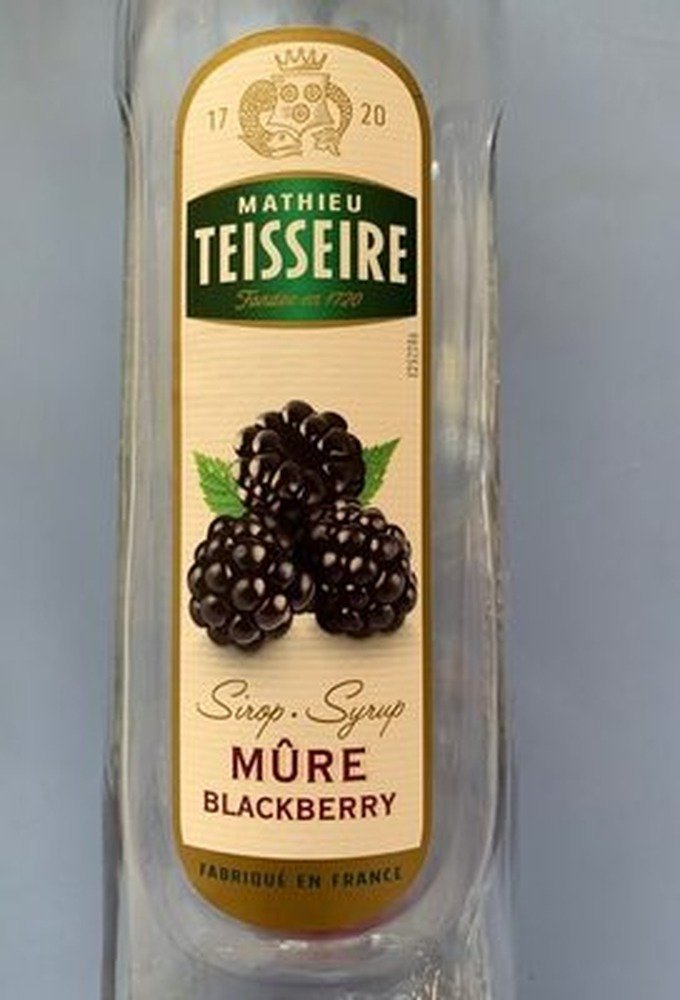 17 20
MATHIEU
TEISSEIRE
Fondée en 1720
Sirop . Syrup
MÛRE
BLACKBERRY
FABRIQUÉ EN FRANCE